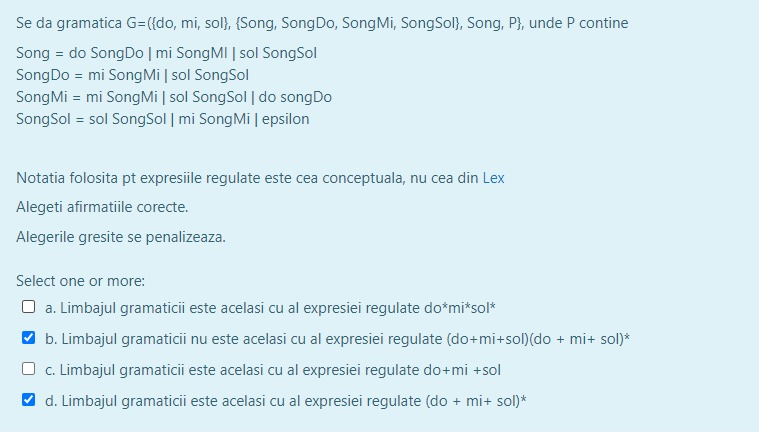 Se da gramatica G=({do, mi, sol}, {Song, SongDo, SongMi, SongSol}, Song, P}, unde P contine
Song = do SongDo | mi SongMI | sol SongSol
SongDo = mi SongMi | sol SongSol
SongMi = mi SongMi | sol SongSol | do songDo
SongSol = sol SongSol | mi SongMi | epsilon
Notatia folosita pt expresiile regulate este cea conceptuala, nu cea din Lex
Alegeti afirmatiile corecte.
Alegerile gresite se penalizeaza.
Select one or more:
a. Limbajul gramaticii este acelasi cu al expresiei regulate do*mi*sol*
b. Limbajul gramaticii nu este acelasi cu al expresiei regulate (do+mi+sol)(do + mi+ sol)*
c. Limbajul gramaticii este acelasi cu al expresiei regulate do+mi +sol
d. Limbajul gramaticii este acelasi cu al expresiei regulate (do + mi+ sol)*